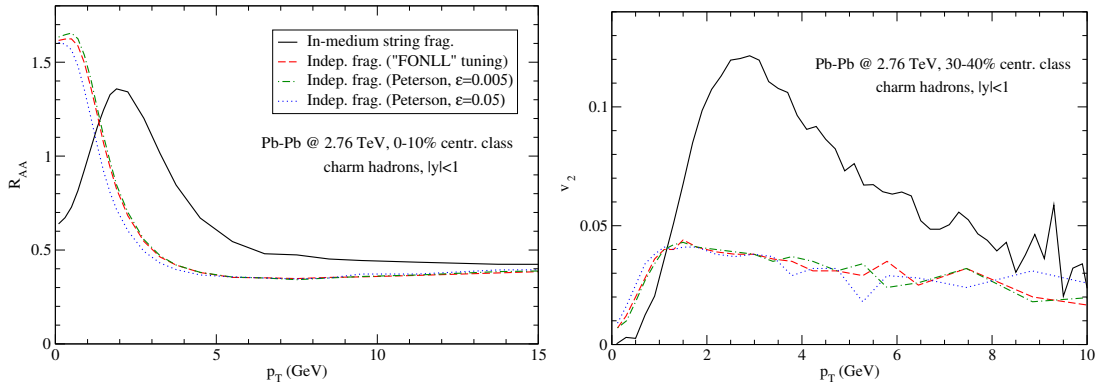 1.5
1
0.5
0
R_AA
0 5 10 15
p_T (GeV)
In-medium string frag.
Indep. frag. ("FONLL" tuning)
Indep. frag. (Peterson, ε=0.005)
Indep. frag. (Peterson, ε=0.05)
Pb-Pb @ 2.76 TeV, 0-10% centr. class
charm hadrons, |y|<1
0.1
0.05
0
v_2
0 2 4 6 8 10
p_T (GeV)
Pb-Pb @ 2.76 TeV, 30-40% centr. class
charm hadrons, |y|<1